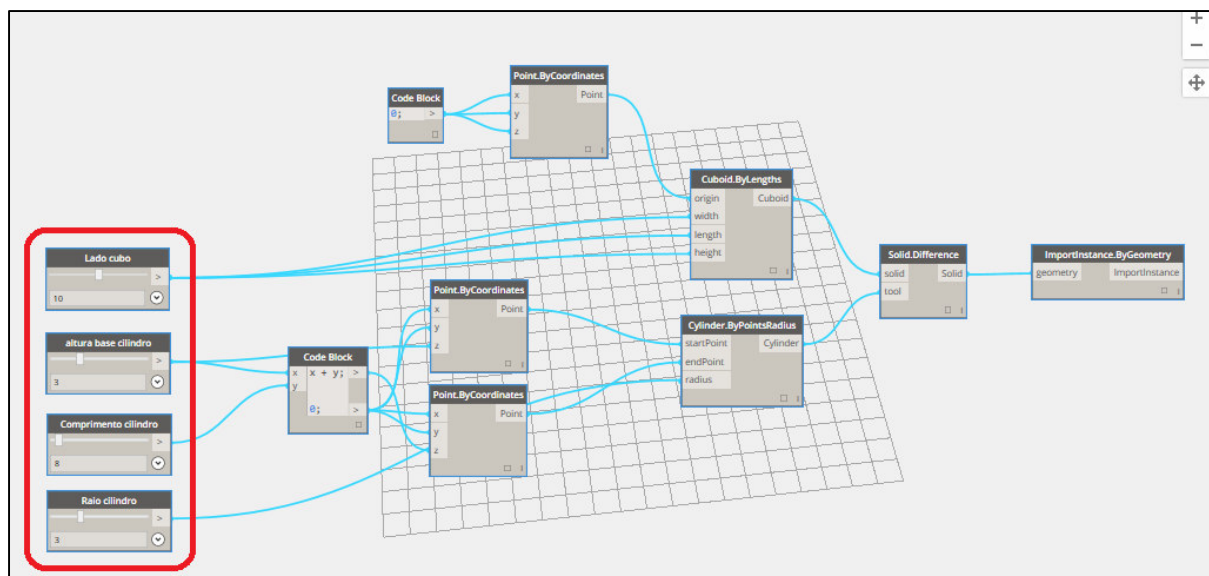 Code Block
0; >
Point.ByCoordinates
x Point
y
z
Cuboid.ByLengths
origin Cuboid
width
length
height
Lado cubo
>
10
altura base cilindro
>
3
Comprimento cilindro
>
8
Raio cilindro
>
3
Code Block
x x + y; >
y
0; >
Point.ByCoordinates
x Point
y
z
Point.ByCoordinates
x Point
y
z
Cylinder.ByPointsRadius
startPoint Cylinder
endPoint
radius
Solid.Difference
solid Solid
tool
ImportInstance.ByGeometry
geometry ImportInstance